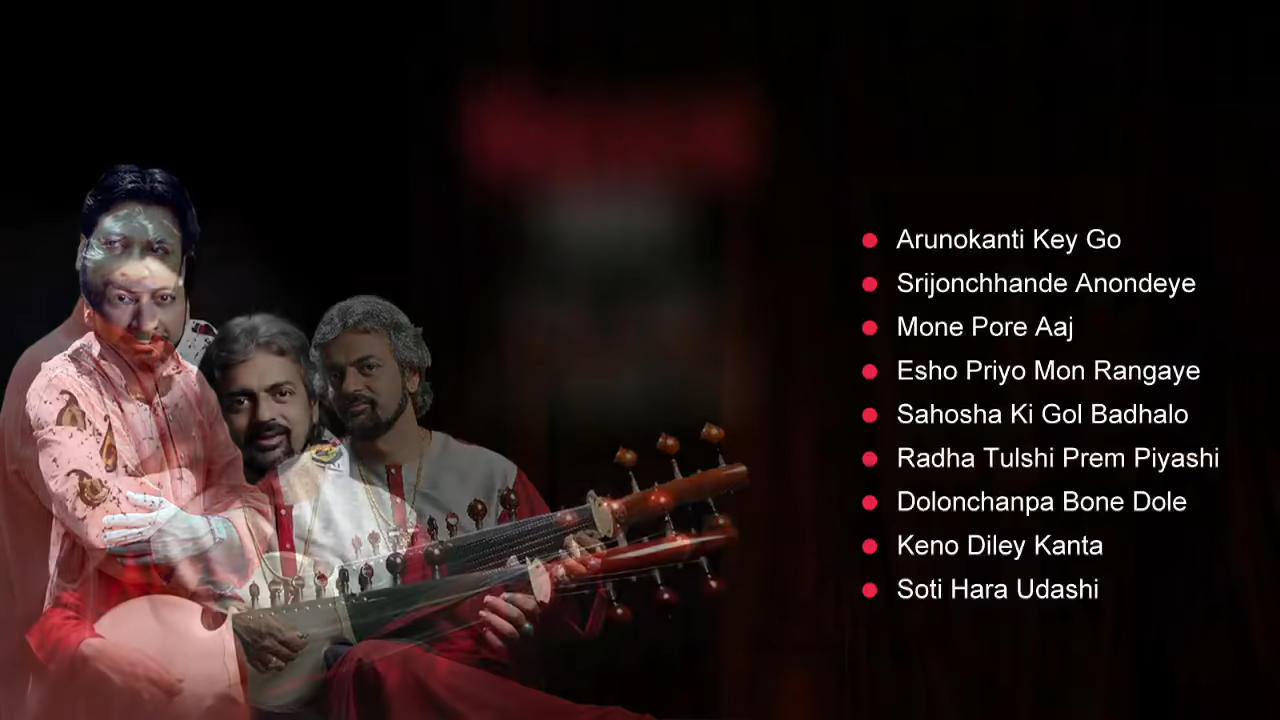 Arunokanti Key Go
Srijonchhande Anondeye
Mone Pore Aaj
Esho Priyo Mon Rangaye
Sahosha Ki Gol Badhalo
Radha Tulshi Prem Piyashi
Dolonchanpa Bone Dole
Keno Diley Kanta
Soti Hara Udashi